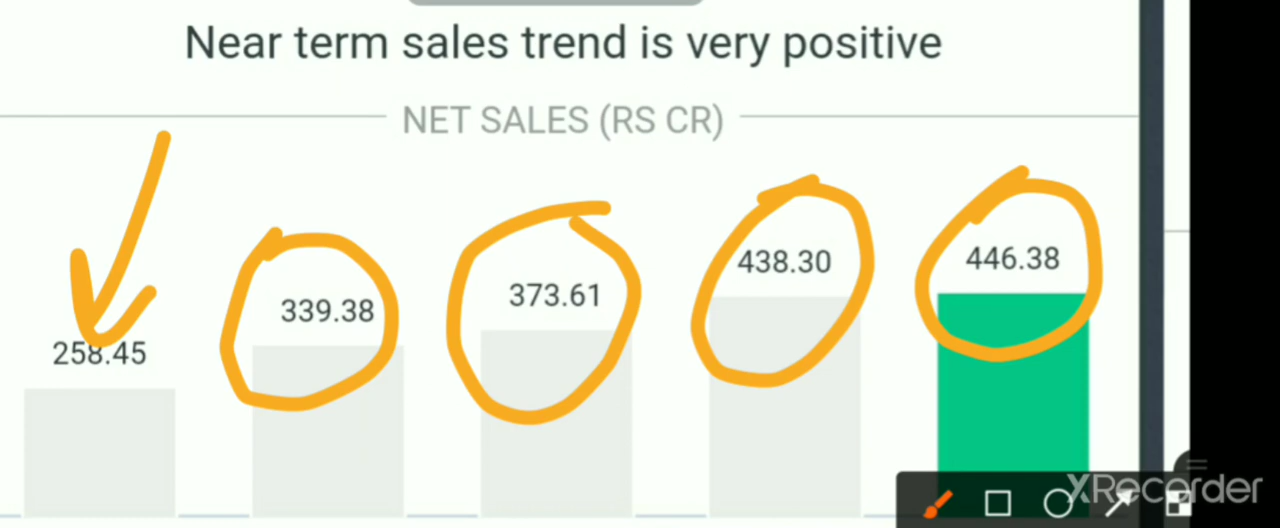 Near term sales trend is very positive
NET SALES (RS CR)
258.45 339.38 373.61 438.30 446.38
XRecorder